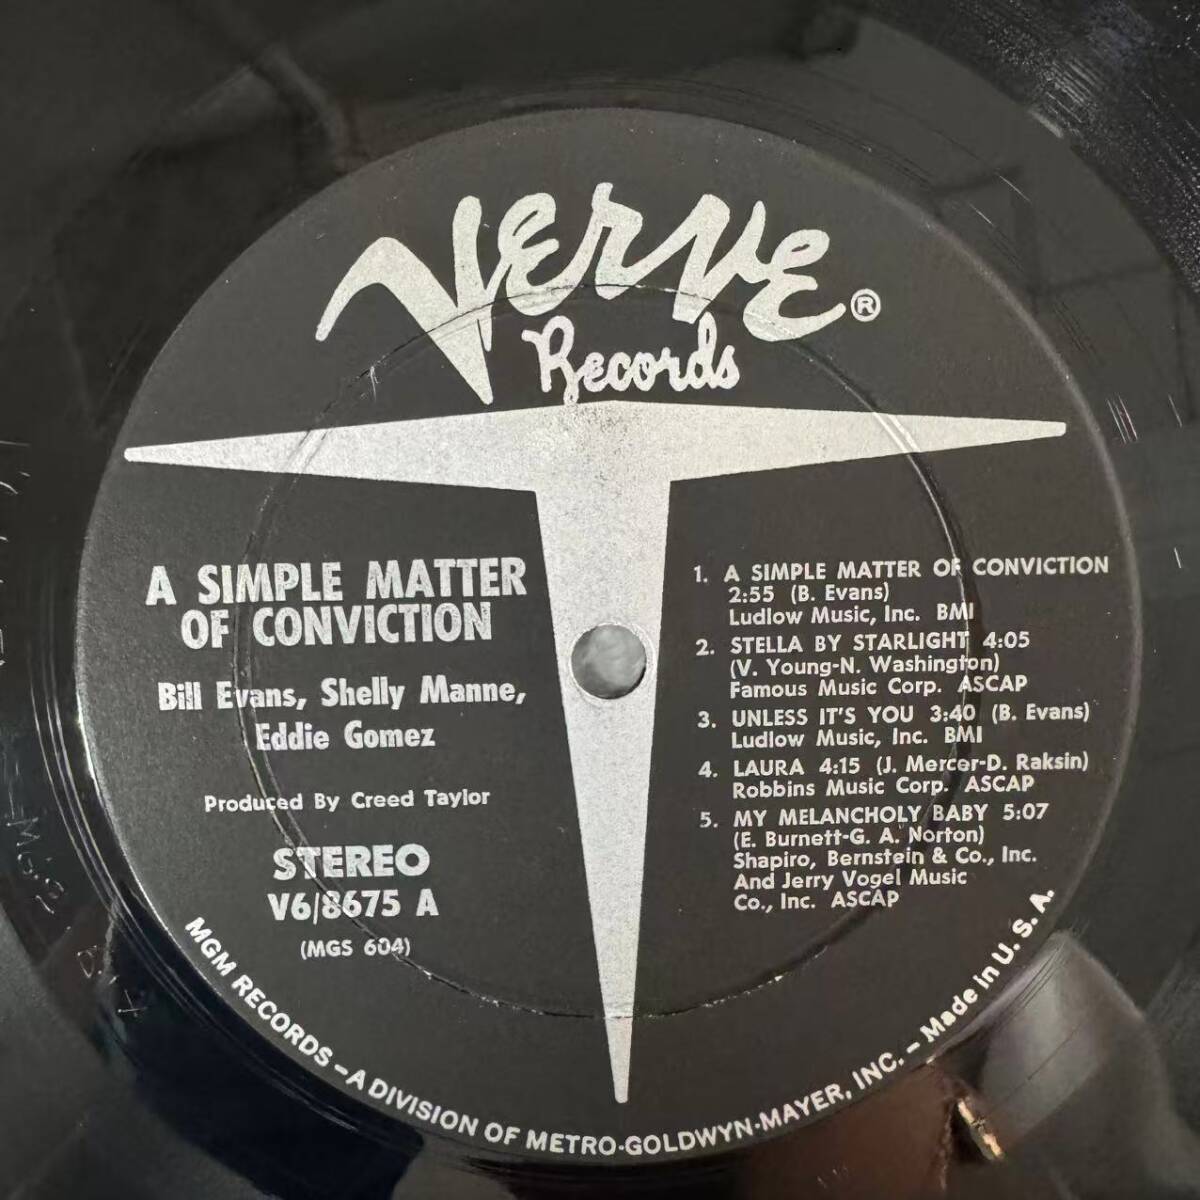 Verve®
Records
A SIMPLE MATTER
OF CONVICTION
Bill Evans, Shelly Manne,
Eddie Gomez
Produced By Creed Taylor
STEREO
V6/8675 A
(MGS 604)
1. A SIMPLE MATTER OF CONVICTION
2:55 (B. Evans)
Ludlow Music, Inc. BMI
2. STELLA BY STARLIGHT 4:05
(V. Young-N. Washington)
Famous Music Corp. ASCAP
3. UNLESS IT'S YOU 3:40 (B. Evans)
Ludlow Music, Inc. BMI
4. LAURA 4:15 (J. Mercer-D. Raksin)
Robbins Music Corp. ASCAP
5. MY MELANCHOLY BABY 5:07
(E. Burnett-G. A. Norton)
Shapiro, Bernstein & Co., Inc.
And Jerry Vogel Music
Co., Inc. ASCAP
MGM RECORDS – A DIVISION OF METRO-GOLDWYN-MAYER, INC. – Made in U. S. A.